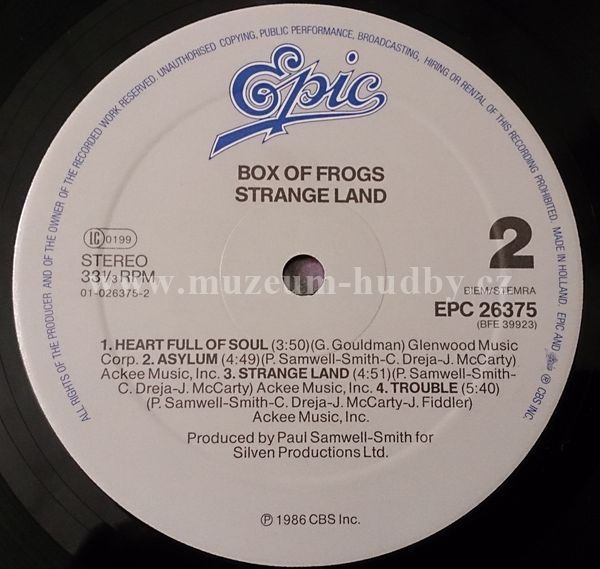 ALL RIGHTS OF THE PRODUCER AND OF THE OWNER OF THE RECORDED WORK RESERVED. UNAUTHORISED COPYING, PUBLIC PERFORMANCE, BROADCASTING, HIRING OR RENTAL OF THIS RECORDING PROHIBITED. MADE IN HOLLAND. EPIC AND Epic ℗ CBS INC.
Epic
BOX OF FROGS
STRANGE LAND
LC 0199
STEREO
33 1/3 RPM
01-026375-2
2
BIEM/STEMRA
EPC 26375
(BFE 39923)
www.muzeum-hudby.cz
1. HEART FULL OF SOUL (3:50)(G. Gouldman) Glenwood Music
Corp. 2. ASYLUM (4:49)(P. Samwell-Smith-C. Dreja-J. McCarty)
Ackee Music, Inc. 3. STRANGE LAND (4:51)(P. Samwell-Smith-
C. Dreja-J. McCarty) Ackee Music, Inc. 4. TROUBLE (5:40)
(P. Samwell-Smith-C. Dreja-J. McCarty-J. Fiddler)
Ackee Music, Inc.
Produced by Paul Samwell-Smith for
Silven Productions Ltd.
℗ 1986 CBS Inc.